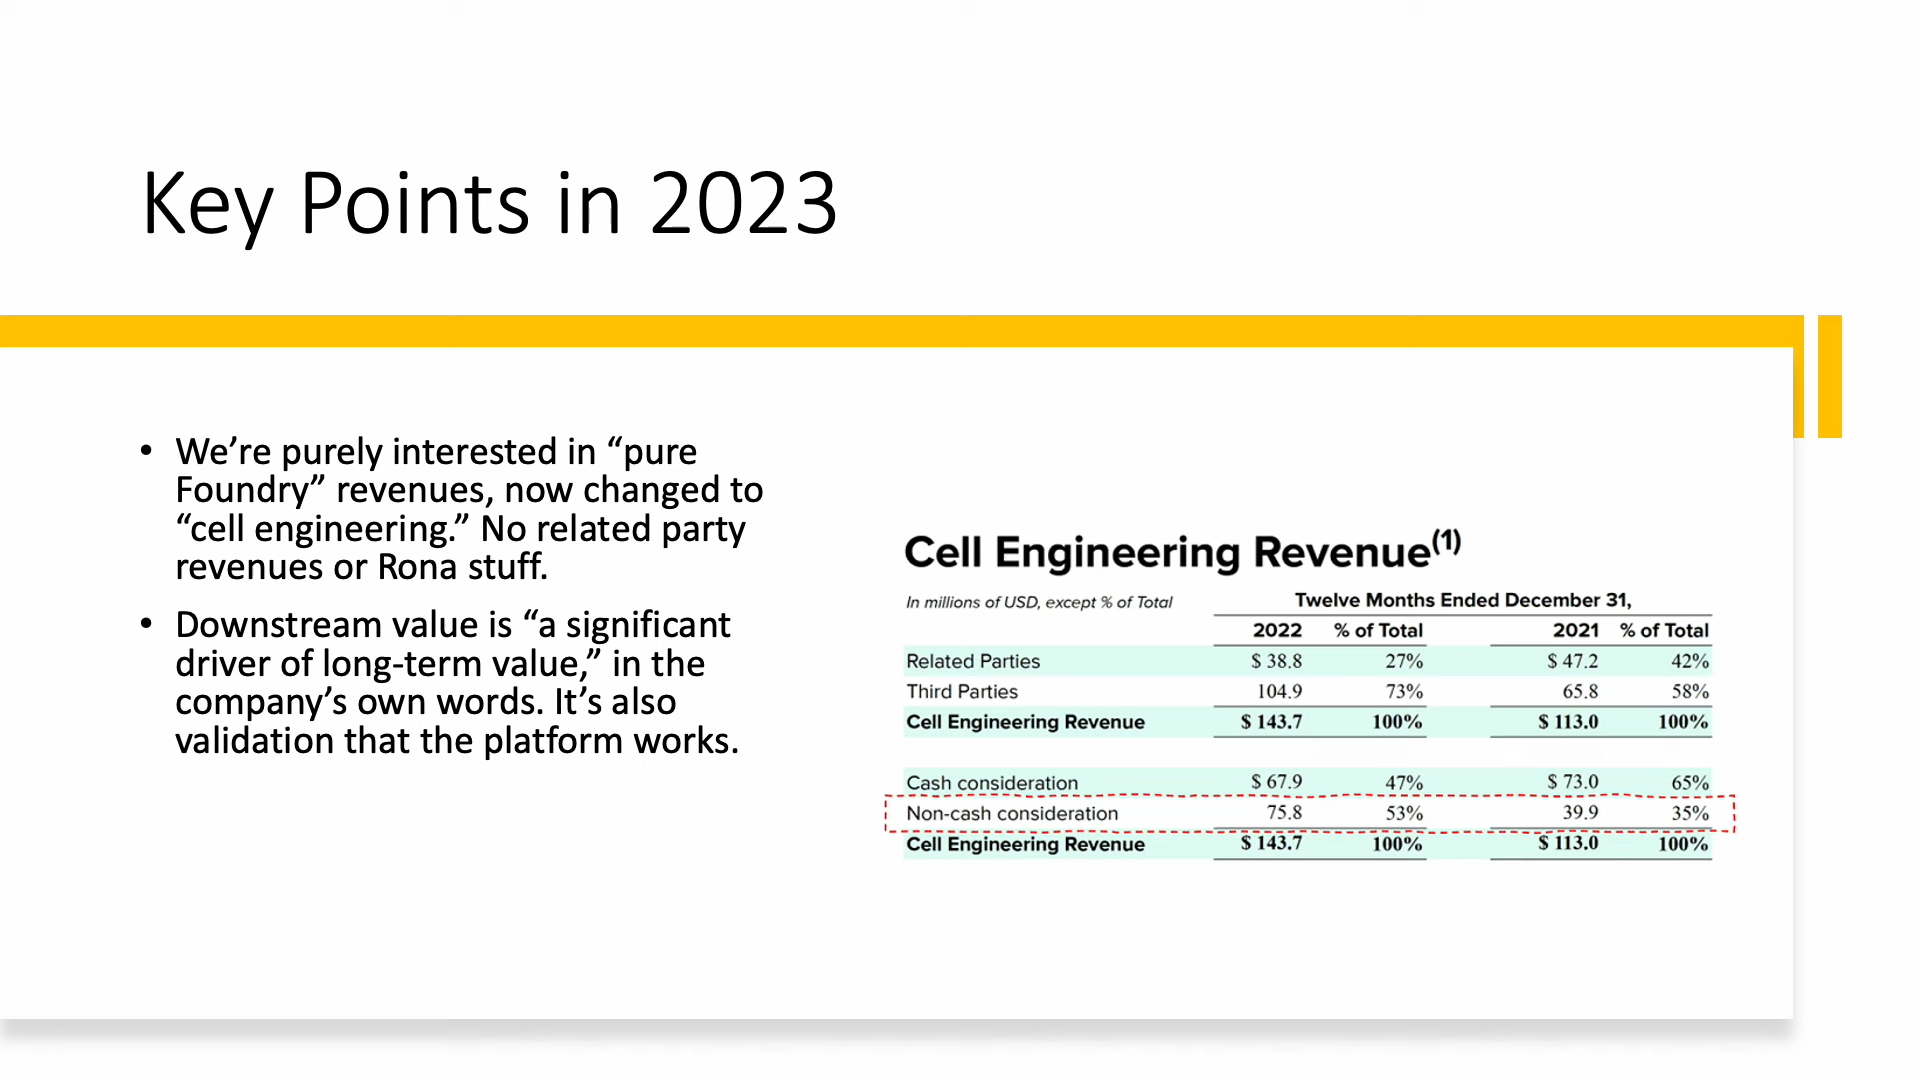 Key Points in 2023
• We’re purely interested in “pure
Foundry” revenues, now changed to
“cell engineering.” No related party
revenues or Rona stuff.
• Downstream value is “a significant
driver of long-term value,” in the
company’s own words. It’s also
validation that the platform works.
Cell Engineering Revenue(1)
In millions of USD, except % of Total Twelve Months Ended December 31,
2022 % of Total 2021 % of Total
Related Parties $ 38.8 27% $ 47.2 42%
Third Parties 104.9 73% 65.8 58%
Cell Engineering Revenue $ 143.7 100% $ 113.0 100%
Cash consideration $ 67.9 47% $ 73.0 65%
Non-cash consideration 75.8 53% 39.9 35%
Cell Engineering Revenue $ 143.7 100% $ 113.0 100%